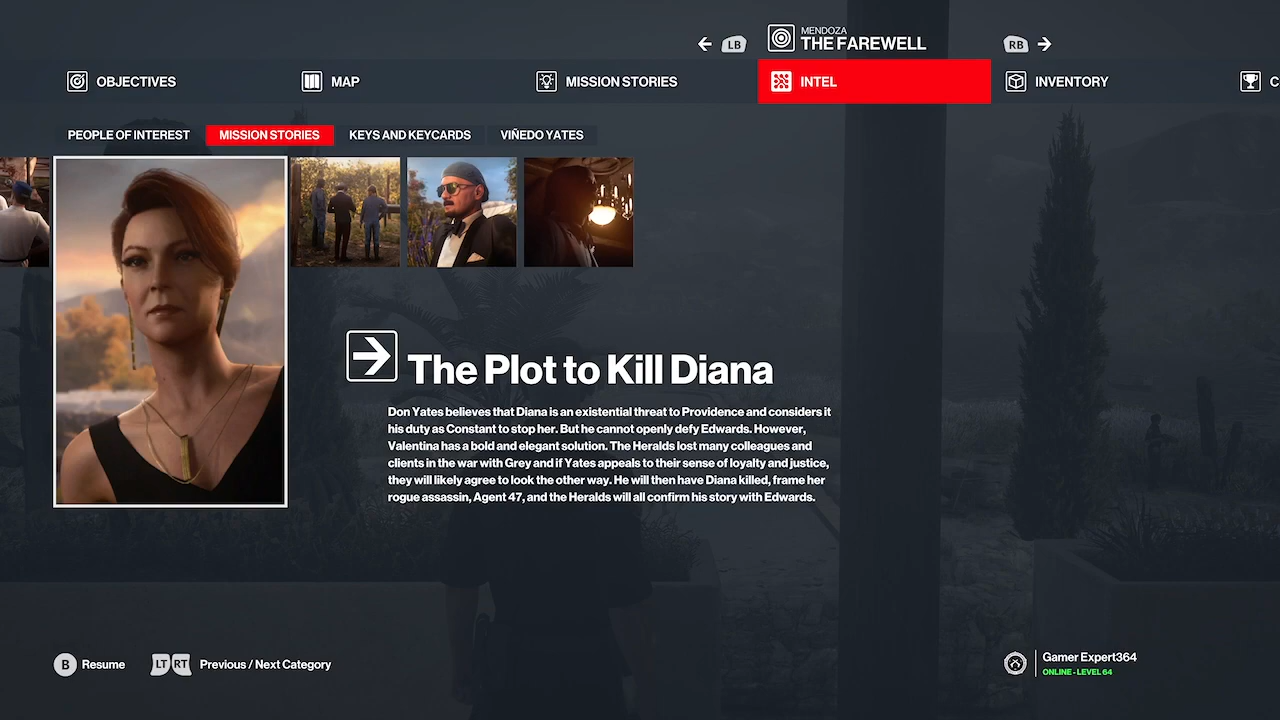 LB
MENDOZA
THE FAREWELL
RB
OBJECTIVES
MAP
MISSION STORIES
INTEL
INVENTORY
C
PEOPLE OF INTEREST
MISSION STORIES
KEYS AND KEYCARDS
VIÑEDO YATES
The Plot to Kill Diana
Don Yates believes that Diana is an existential threat to Providence and considers it
his duty as Constant to stop her. But he cannot openly defy Edwards. However,
Valentina has a bold and elegant solution. The Heralds lost many colleagues and
clients in the war with Grey and if Yates appeals to their sense of loyalty and justice,
they will likely agree to look the other way. He will then have Diana killed, frame her
rogue assassin, Agent 47, and the Heralds will all confirm his story with Edwards.
B Resume
LT RT Previous / Next Category
Gamer Expert364
ONLINE - LEVEL 64